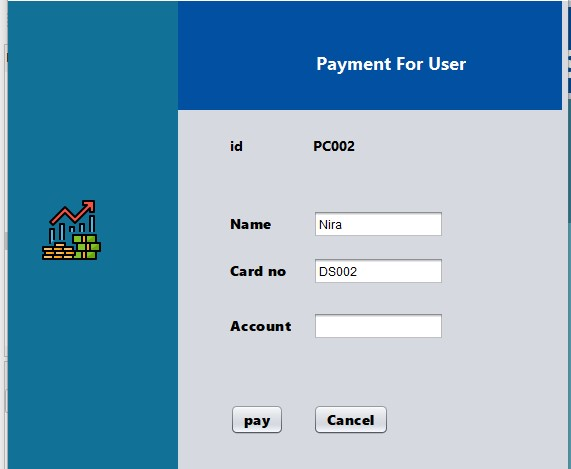 Payment For User
id PC002
Name Nira
Card no DS002
Account
pay Cancel